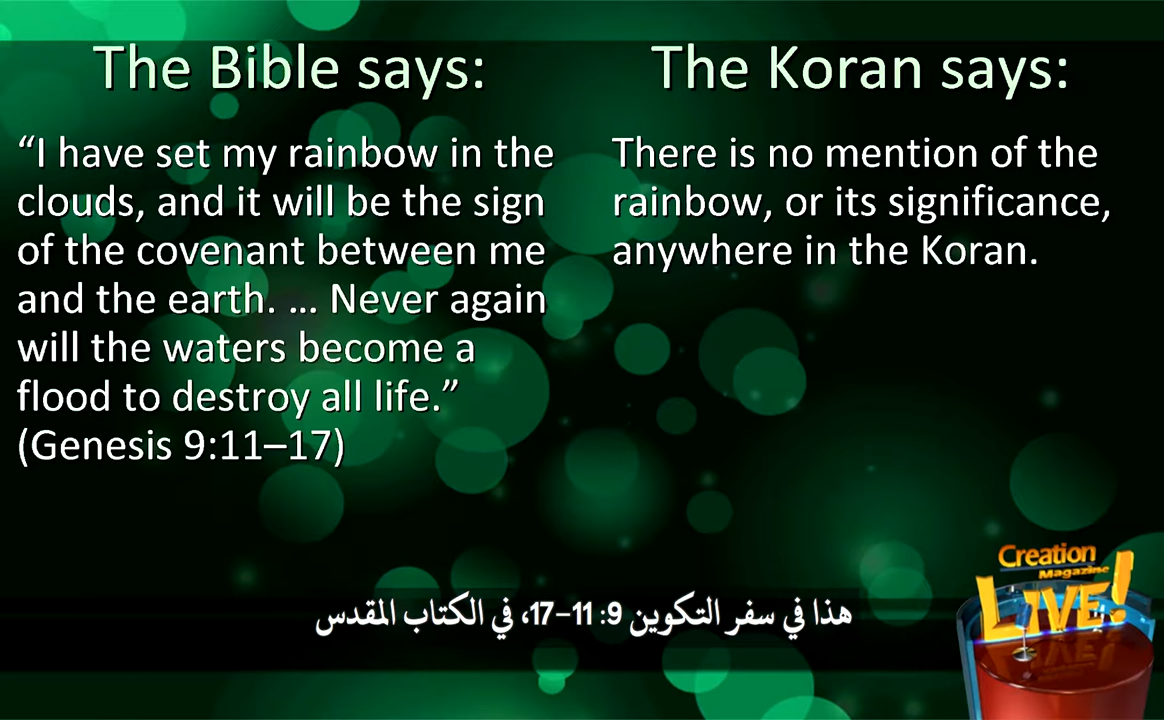 The Bible says:
“I have set my rainbow in the
clouds, and it will be the sign
of the covenant between me
and the earth. … Never again
will the waters become a
flood to destroy all life.”
(Genesis 9:11–17)
The Koran says:
There is no mention of the
rainbow, or its significance,
anywhere in the Koran.
هذا في سفر التكوين 9: 11-17، في الكتاب المقدس
Creation
Magazine
LIVE!